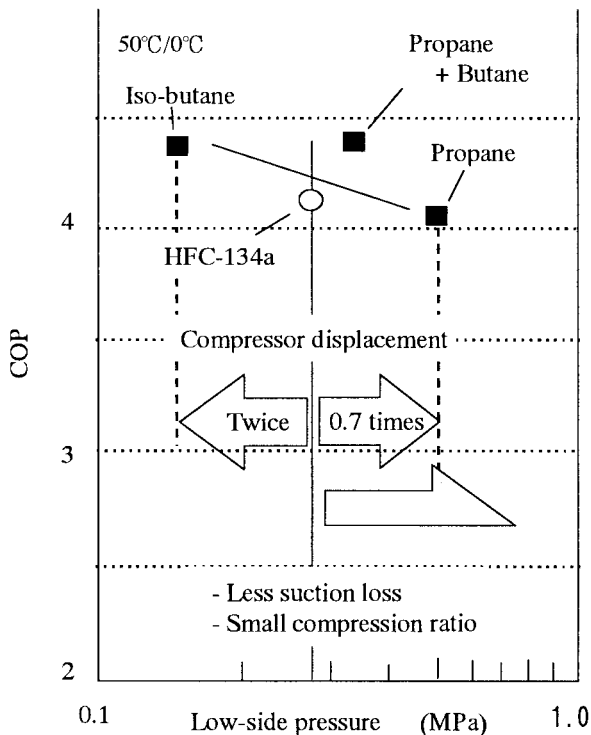 50℃/0℃
Propane
+ Butane
Iso-butane
Propane
4
HFC-134a
COP
Compressor displacement
Twice
0.7 times
3
- Less suction loss
- Small compression ratio
2
0.1
Low-side pressure (MPa)
1.0